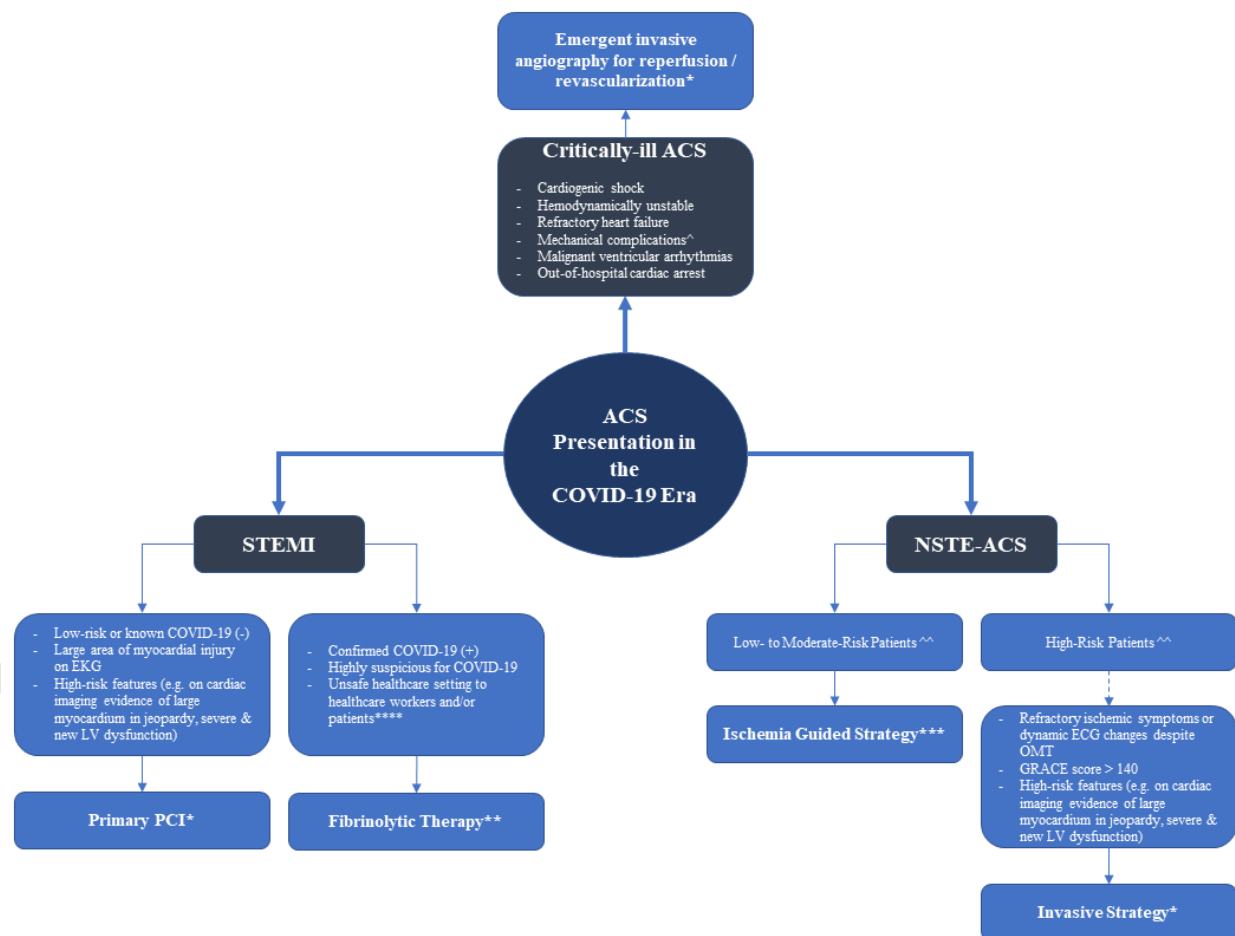 Emergent invasive
angiography for reperfusion /
revascularization*
Critically-ill ACS
- Cardiogenic shock
- Hemodynamically unstable
- Refractory heart failure
- Mechanical complications^
- Malignant ventricular arrhythmias
- Out-of-hospital cardiac arrest
ACS
Presentation in
the
COVID-19 Era
STEMI
- Low-risk or known COVID-19 (-)
- Large area of myocardial injury
on EKG
- High-risk features (e.g. on cardiac
imaging evidence of large
myocardium in jeopardy, severe &
new LV dysfunction)
Primary PCI*
- Confirmed COVID-19 (+)
- Highly suspicious for COVID-19
- Unsafe healthcare setting to
healthcare workers and/or
patients****
Fibrinolytic Therapy**
NSTE-ACS
Low- to Moderate-Risk Patients ^^
Ischemia Guided Strategy***
High-Risk Patients ^^
- Refractory ischemic symptoms or
dynamic ECG changes despite
OMT
- GRACE score > 140
- High-risk features (e.g. on cardiac
imaging evidence of large
myocardium in jeopardy, severe &
new LV dysfunction)
Invasive Strategy*